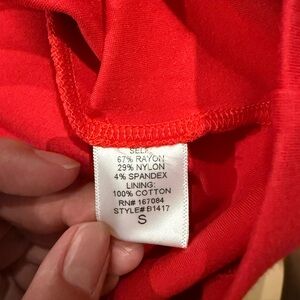 SELF:
67% RAYON
29% NYLON
4% SPANDEX
LINING:
100% COTTON
RN# 167084
STYLE# B1417
S